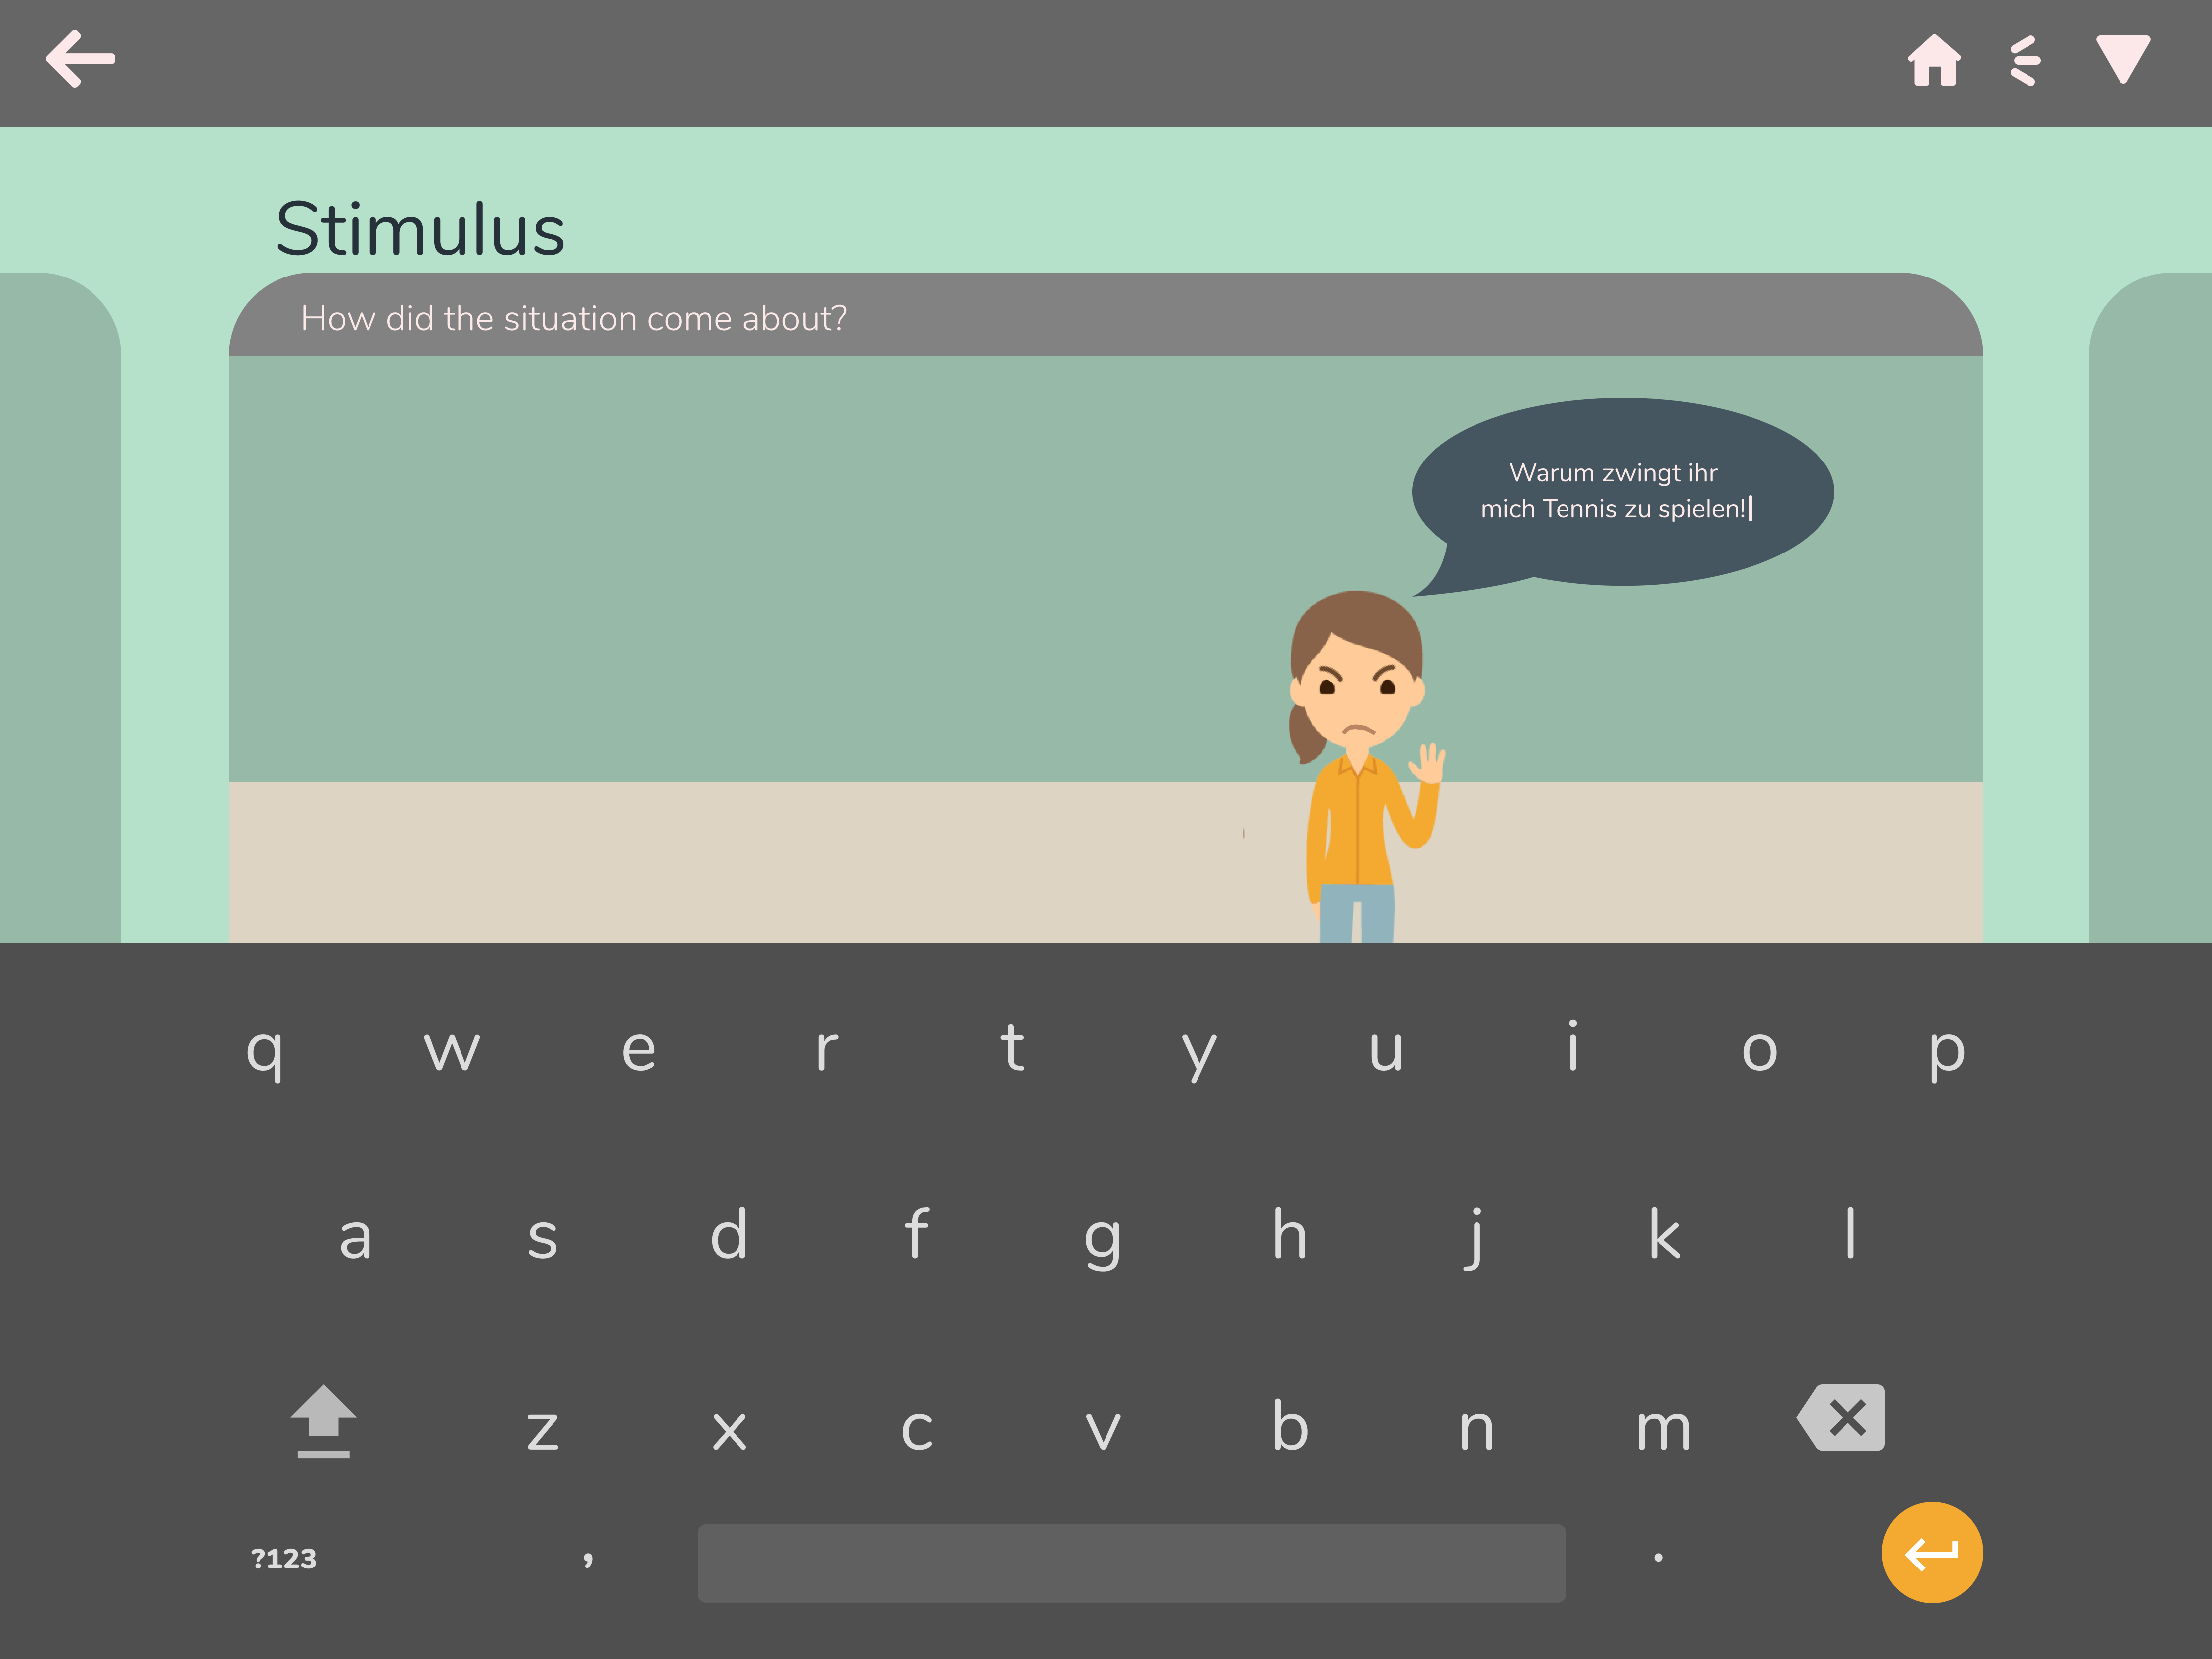 Stimulus
How did the situation come about?
Warum zwingt ihr
mich Tennis zu spielen!
q w e r t y u i o p
a s d f g h j k l
z x c v b n m
?123 , .